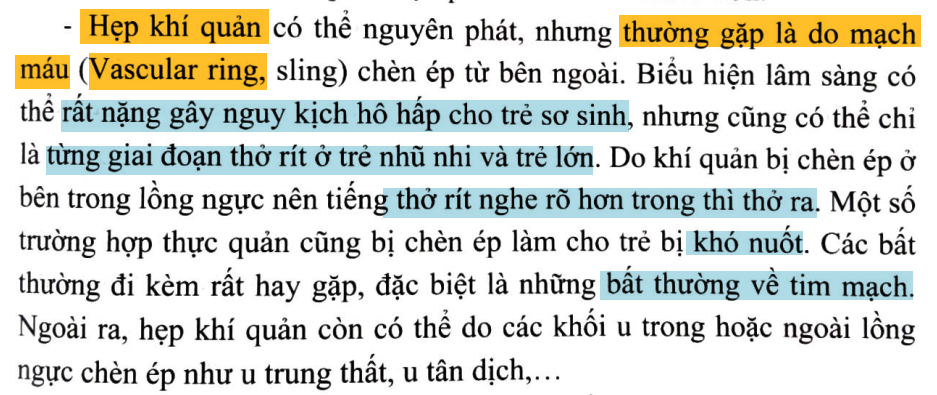 - Hẹp khí quản có thể nguyên phát, nhưng thường gặp là do mạch
máu (Vascular ring, sling) chèn ép từ bên ngoài. Biểu hiện lâm sàng có
thể rất nặng gây nguy kịch hô hấp cho trẻ sơ sinh, nhưng cũng có thể chỉ
là từng giai đoạn thở rít ở trẻ nhũ nhi và trẻ lớn. Do khí quản bị chèn ép ở
bên trong lồng ngực nên tiếng thở rít nghe rõ hơn trong thì thở ra. Một số
trường hợp thực quản cũng bị chèn ép làm cho trẻ bị khó nuốt. Các bất
thường đi kèm rất hay gặp, đặc biệt là những bất thường về tim mạch.
Ngoài ra, hẹp khí quản còn có thể do các khối u trong hoặc ngoài lồng
ngực chèn ép như u trung thất, u tân dịch,...